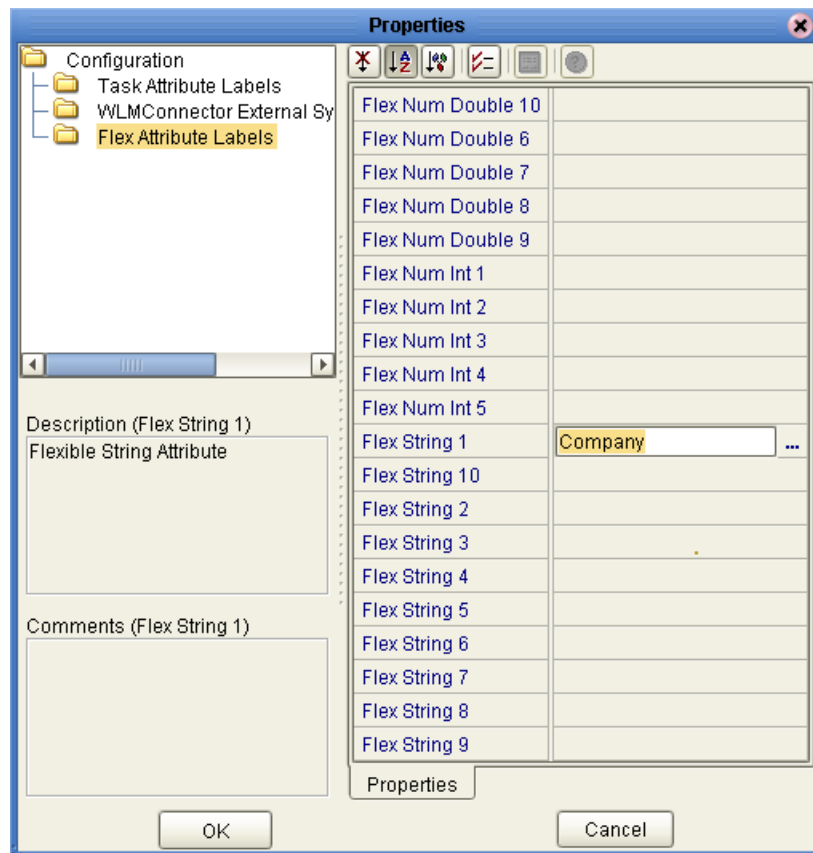 Properties
Configuration
Task Attribute Labels
WLMConnector External Sy
Flex Attribute Labels
Description (Flex String 1)
Flexible String Attribute
Comments (Flex String 1)
Flex Num Double 10
Flex Num Double 6
Flex Num Double 7
Flex Num Double 8
Flex Num Double 9
Flex Num Int 1
Flex Num Int 2
Flex Num Int 3
Flex Num Int 4
Flex Num Int 5
Flex String 1 Company ...
Flex String 10
Flex String 2
Flex String 3
Flex String 4
Flex String 5
Flex String 6
Flex String 7
Flex String 8
Flex String 9
Properties
OK Cancel